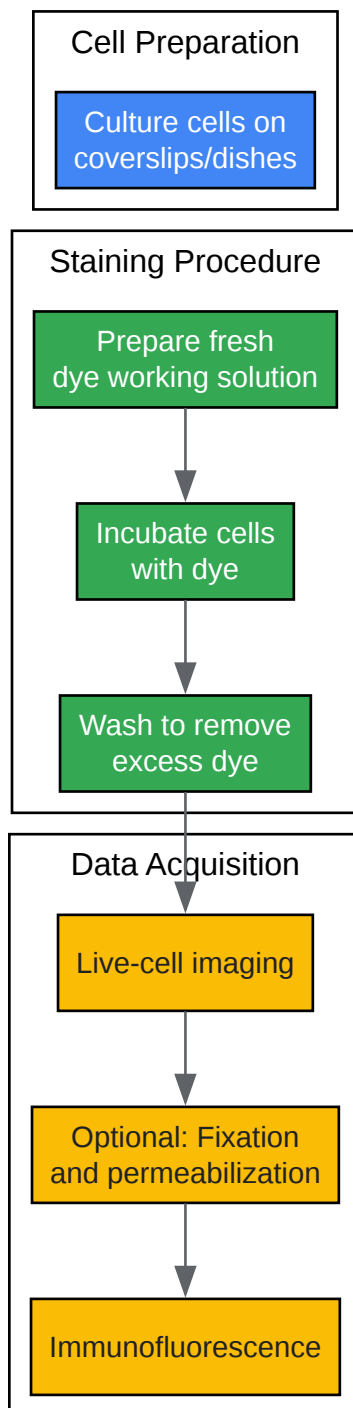 Cell Preparation
Culture cells on
coverslips/dishes
Staining Procedure
Prepare fresh
dye working solution
Incubate cells
with dye
Wash to remove
excess dye
Data Acquisition
Live-cell imaging
Optional: Fixation
and permeabilization
Immunofluorescence